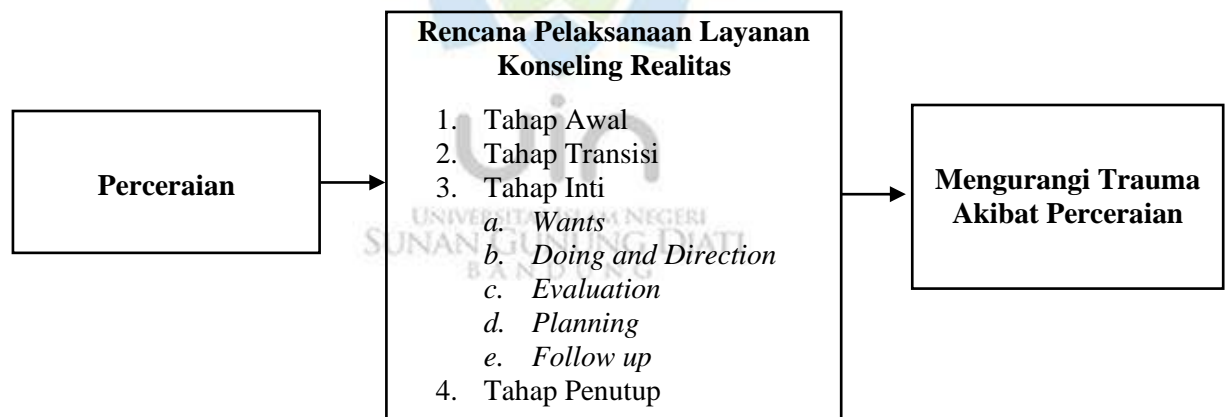 Perceraian
Rencana Pelaksanaan Layanan
Konseling Realitas
1. Tahap Awal
2. Tahap Transisi
3. Tahap Inti
a. Wants
b. Doing and Direction
c. Evaluation
d. Planning
e. Follow up
4. Tahap Penutup
Mengurangi Trauma
Akibat Perceraian
uin
UNIVERSITAS ISLAM NEGERI
SUNAN GUNUNG DJATI
BANDUNG